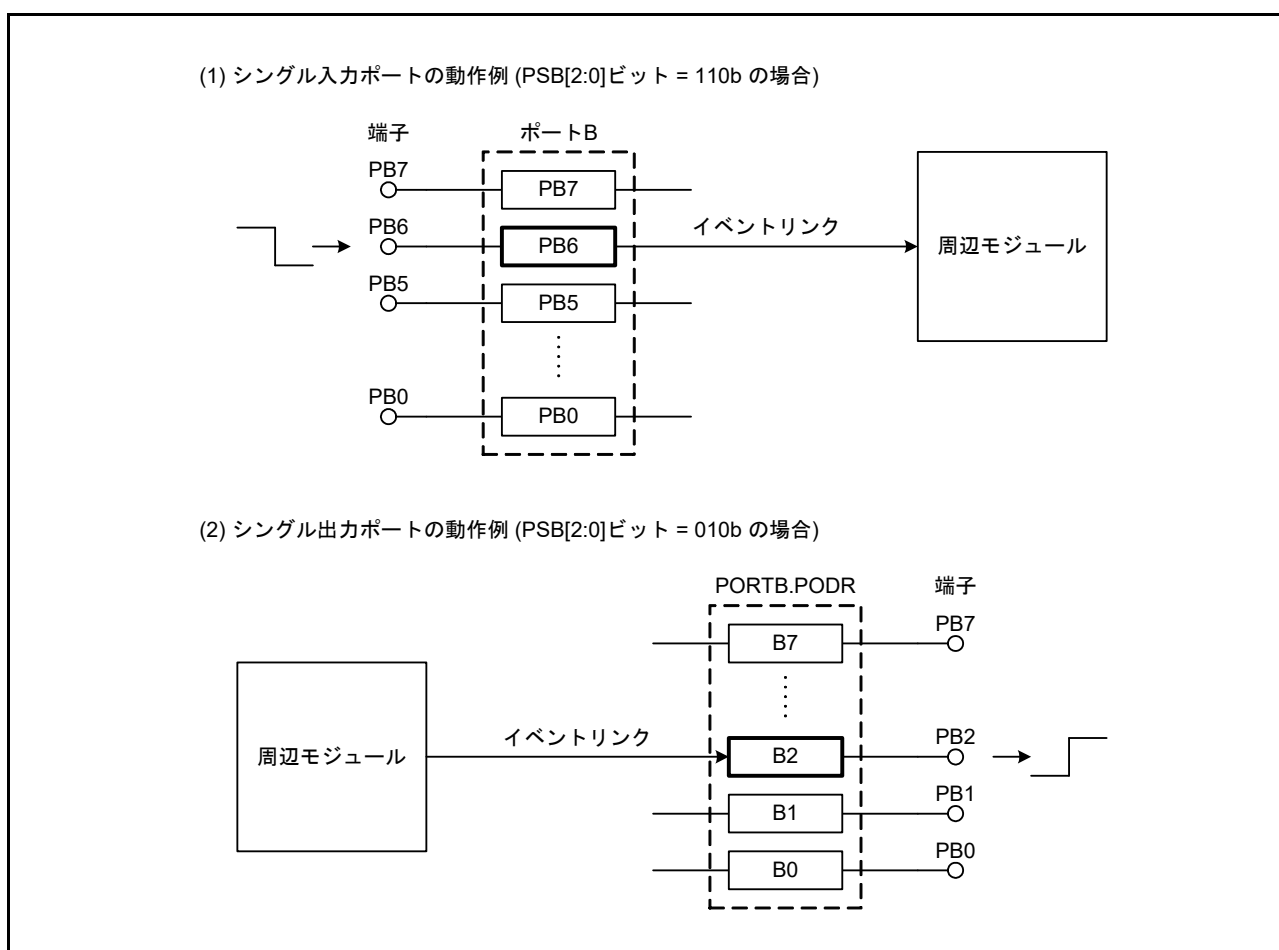 (1) シングル入力ポートの動作例 (PSB[2:0]ビット = 110b の場合)
端子
ポートB
PB7
PB7
PB6
PB6
イベントリンク
周辺モジュール
PB5
PB5
PB0
PB0
(2) シングル出力ポートの動作例 (PSB[2:0]ビット = 010b の場合)
PORTB.PODR
端子
B7
PB7
周辺モジュール
イベントリンク
B2
PB2
B1
PB1
B0
PB0